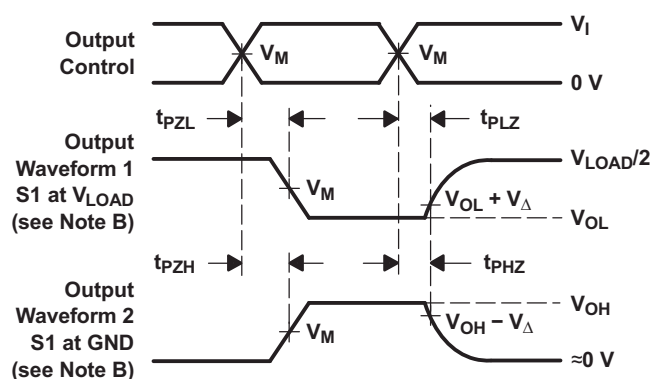 Output
Control
V_I
V_M
V_M
0 V
t_PZL
t_PLZ
Output
Waveform 1
S1 at V_LOAD
(see Note B)
V_LOAD/2
V_M
V_OL + V_Δ
V_OL
t_PZH
t_PHZ
Output
Waveform 2
S1 at GND
(see Note B)
V_OH
V_M
V_OH − V_Δ
≈0 V